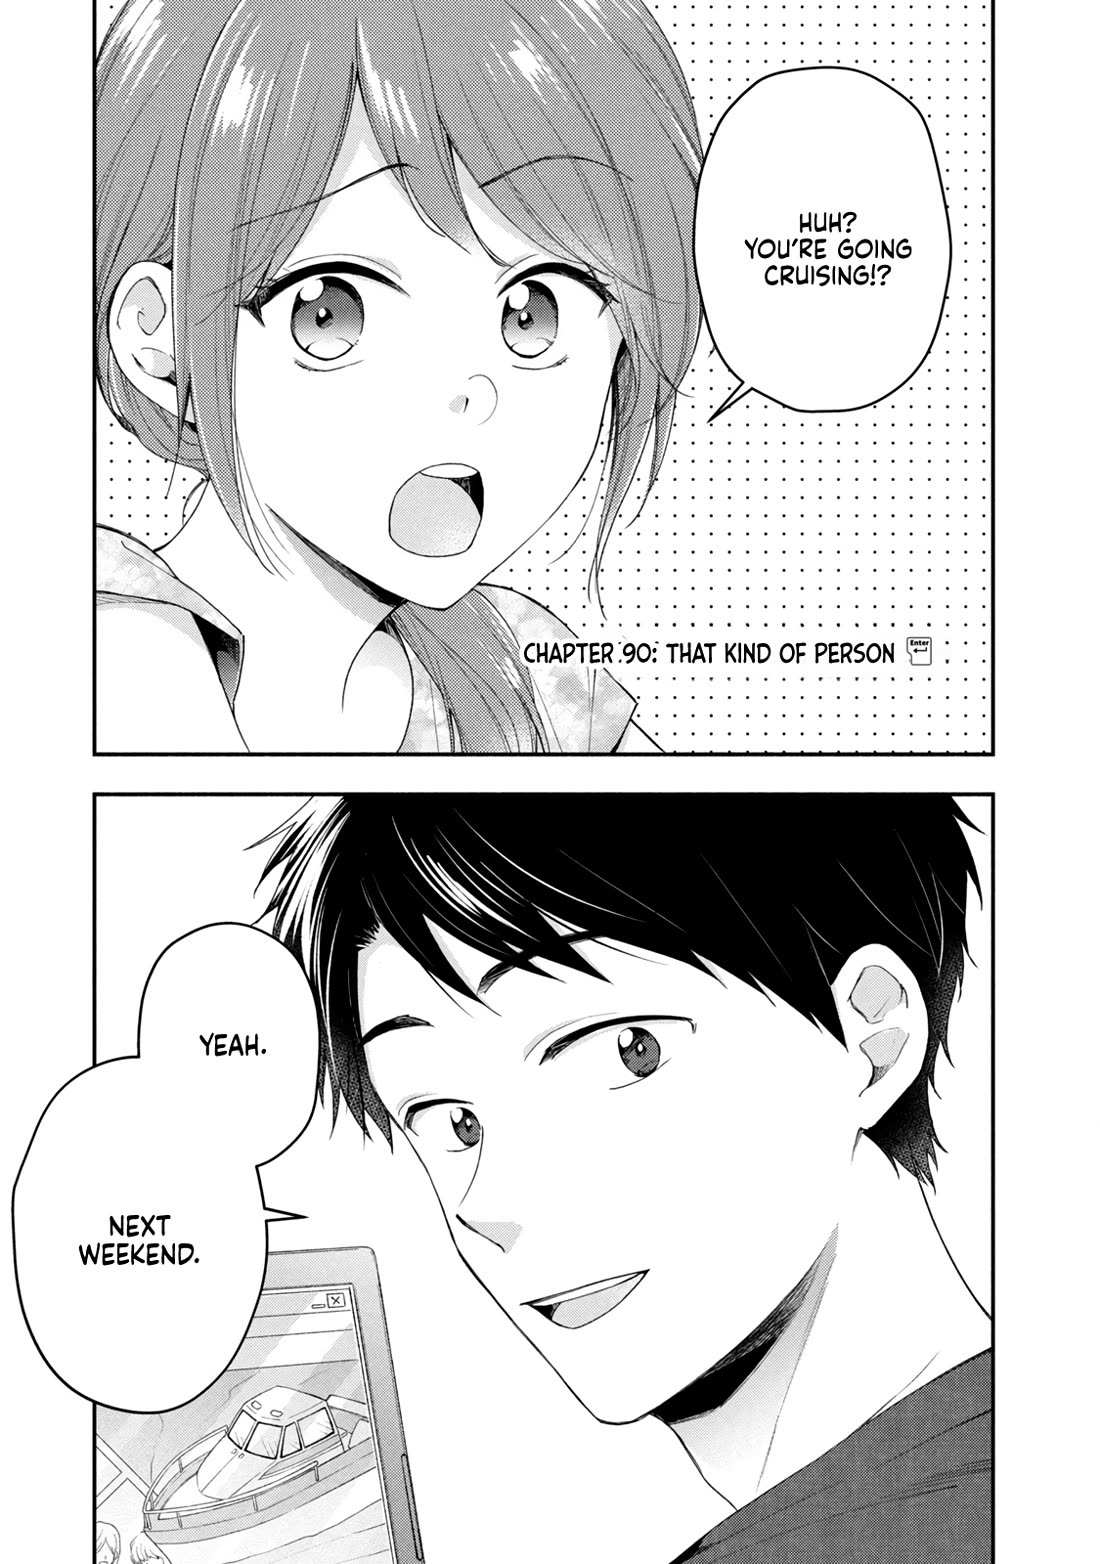 HUH?
YOU'RE GOING
CRUISING!?
CHAPTER 90: THAT KIND OF PERSON Enter
YEAH.
NEXT
WEEKEND.